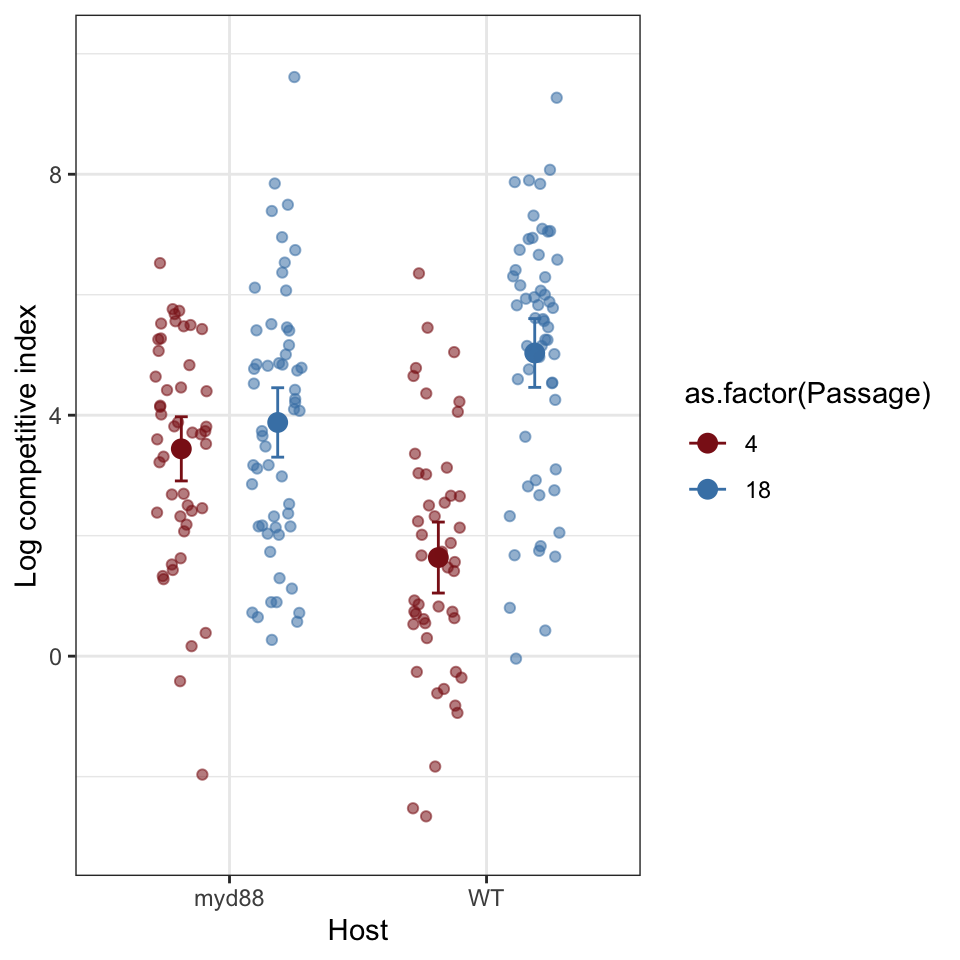 Log competitive index
8
4
0
myd88
WT
Host
as.factor(Passage)
4
18